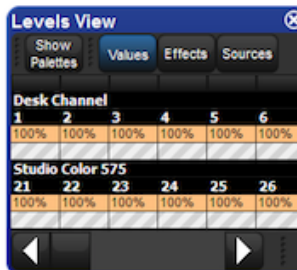 Levels View
Show Palettes Values Effects Sources
Desk Channel
1 2 3 4 5 6
100% 100% 100% 100% 100% 100%
Studio Color 575
21 22 23 24 25 26
100% 100% 100% 100% 100% 100%